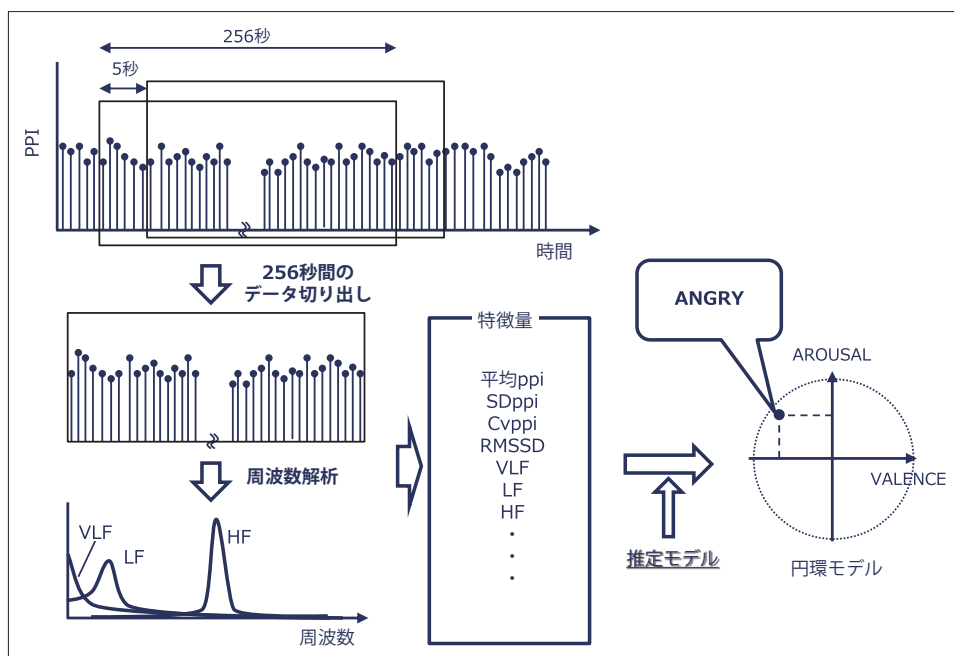 256秒
5秒
PPI
時間
256秒間の
データ切り出し
周波数解析
VLF
LF
HF
周波数
特徴量
平均ppi
SDppi
Cvppi
RMSSD
VLF
LF
HF
・
・
・
推定モデル
ANGRY
AROUSAL
VALENCE
円環モデル